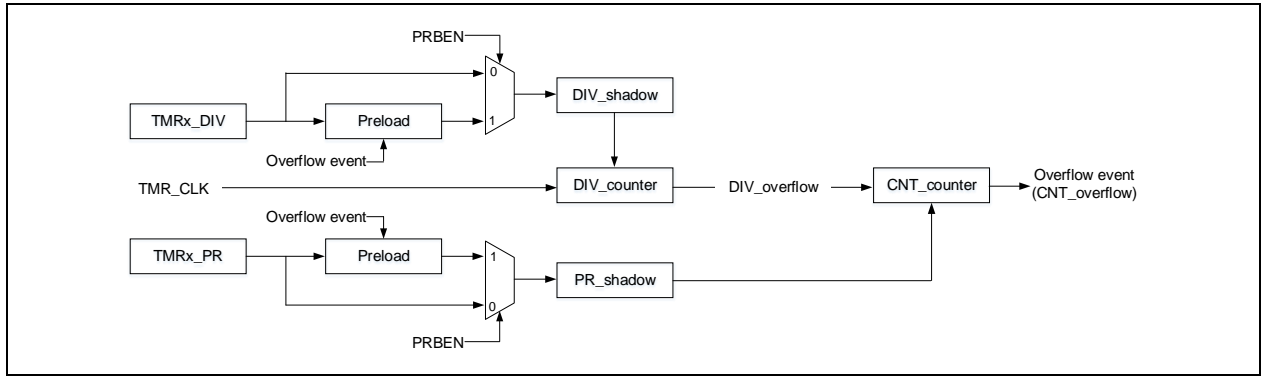 PRBEN
0
DIV_shadow
TMRx_DIV
Preload
1
Overflow event
TMR_CLK
DIV_counter
DIV_overflow
CNT_counter
Overflow event
(CNT_overflow)
Overflow event
TMRx_PR
Preload
1
PR_shadow
0
PRBEN